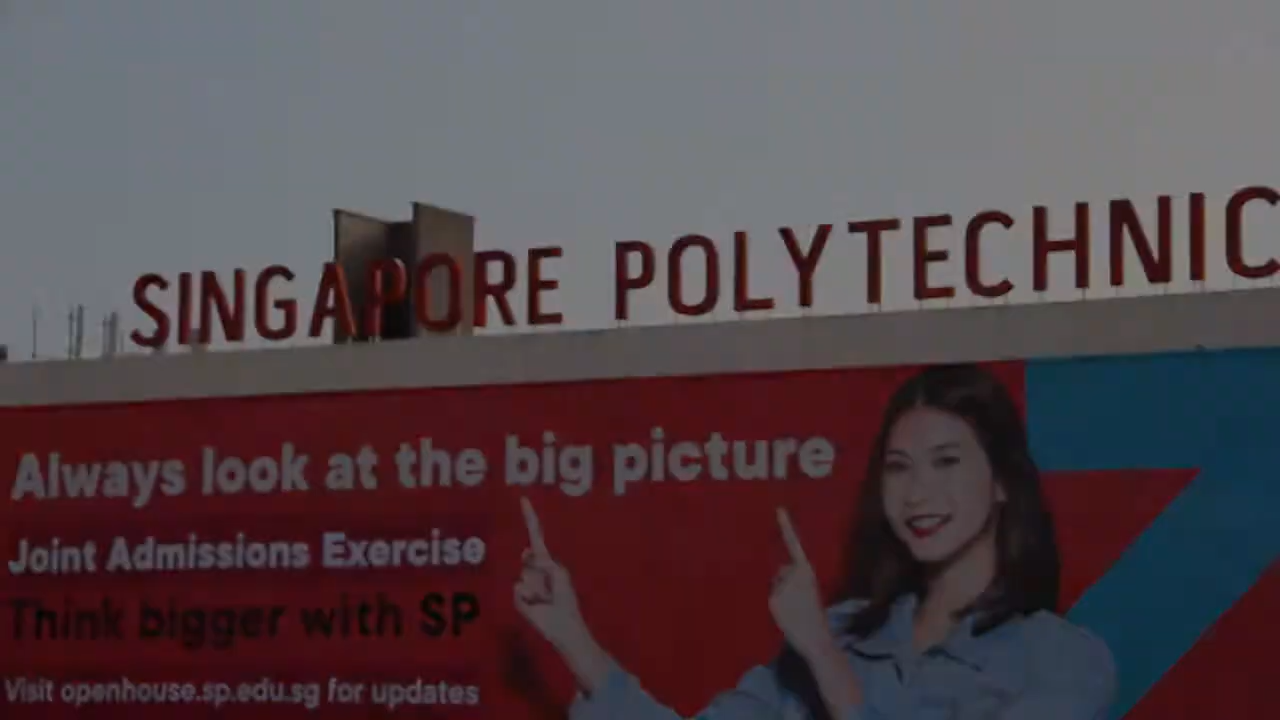 SINGAPORE POLYTECHNIC
Always look at the big picture
Joint Admissions Exercise
Think bigger with SP
Visit openhouse.sp.edu.sg for updates